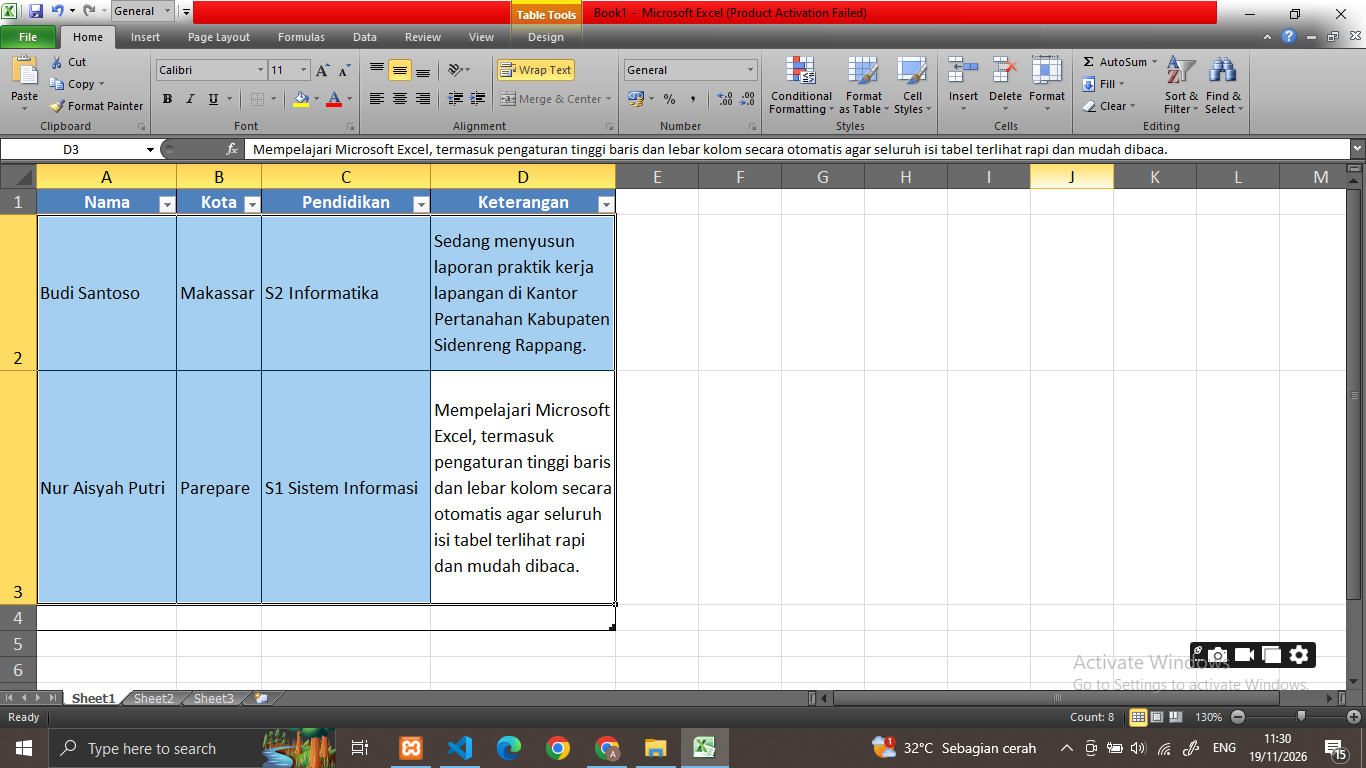 General
Table Tools
Book1 - Microsoft Excel (Product Activation Failed)
File
Home
Insert
Page Layout
Formulas
Data
Review
View
Design
Paste
Cut
Copy
Format Painter
Clipboard
Calibri
11
A
A
B
I
U
A
Font
Wrap Text
Merge & Center
Alignment
General
%
,
.0
.00
.00
.0
Number
Conditional
Formatting
Format
as Table
Cell
Styles
Styles
Insert
Delete
Format
Cells
Σ AutoSum
Fill
Clear
Sort &
Filter
Find &
Select
Editing
D3
fx
Mempelajari Microsoft Excel, termasuk pengaturan tinggi baris dan lebar kolom secara otomatis agar seluruh isi tabel terlihat rapi dan mudah dibaca.
A B C D E F G H I J K L M
1 Nama Kota Pendidikan Keterangan
2 Budi Santoso Makassar S2 Informatika
Sedang menyusun
laporan praktik kerja
lapangan di Kantor
Pertanahan Kabupaten
Sidenreng Rappang.
3 Nur Aisyah Putri Parepare S1 Sistem Informasi
Mempelajari Microsoft
Excel, termasuk
pengaturan tinggi baris
dan lebar kolom secara
otomatis agar seluruh
isi tabel terlihat rapi
dan mudah dibaca.
4
5
6
Activate Windows
Go to Settings to activate Windows.
Sheet1
Sheet2
Sheet3
Ready
Count: 8
130%
Type here to search
1
32°C Sebagian cerah
ENG
11:30
19/11/2026
15